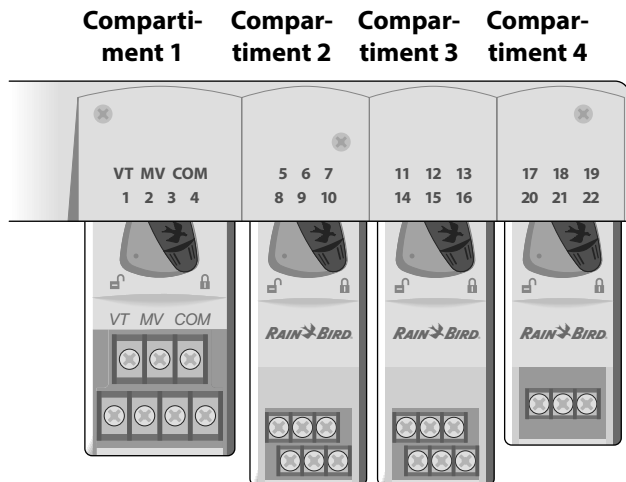 Comparti-
ment 1
Compar-
timent 2
Compar-
timent 3
Compar-
timent 4
VT MV COM
1 2 3 4
5 6 7
8 9 10
11 12 13
14 15 16
17 18 19
20 21 22
VT MV COM
RAIN BIRD
RAIN BIRD
RAIN BIRD